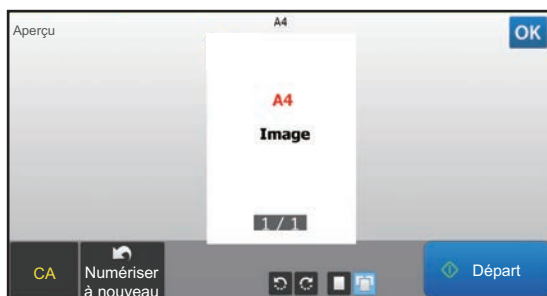 A4
Aperçu
OK
A4
Image
1 / 1
CA
Numériser
à nouveau
Départ